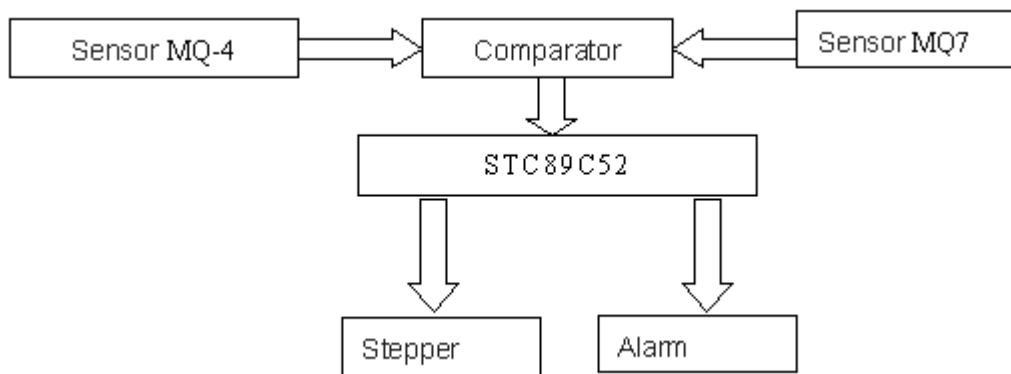 Sensor MQ-4
Comparator
Sensor MQ7
STC89C52
Stepper
Alarm